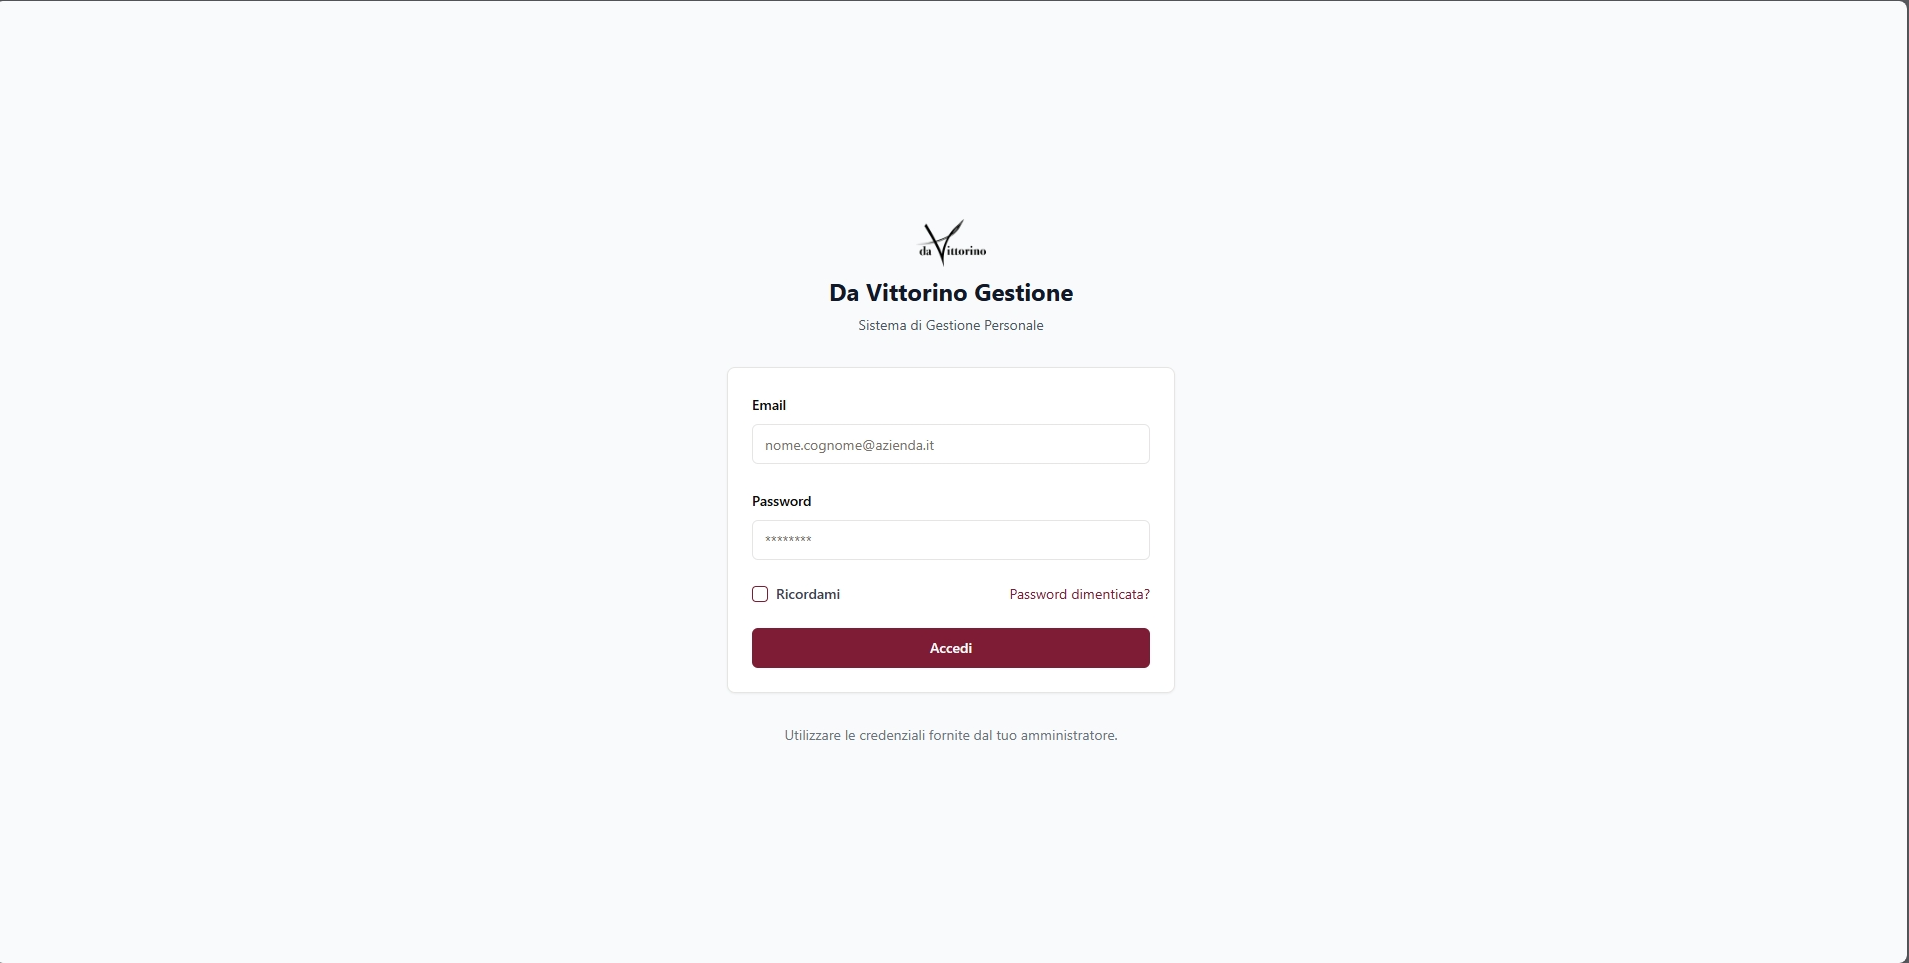 da Vittorino
Da Vittorino Gestione
Sistema di Gestione Personale
Email
nome.cognome@azienda.it
Password
********
Ricordami
Password dimenticata?
Accedi
Utilizzare le credenziali fornite dal tuo amministratore.